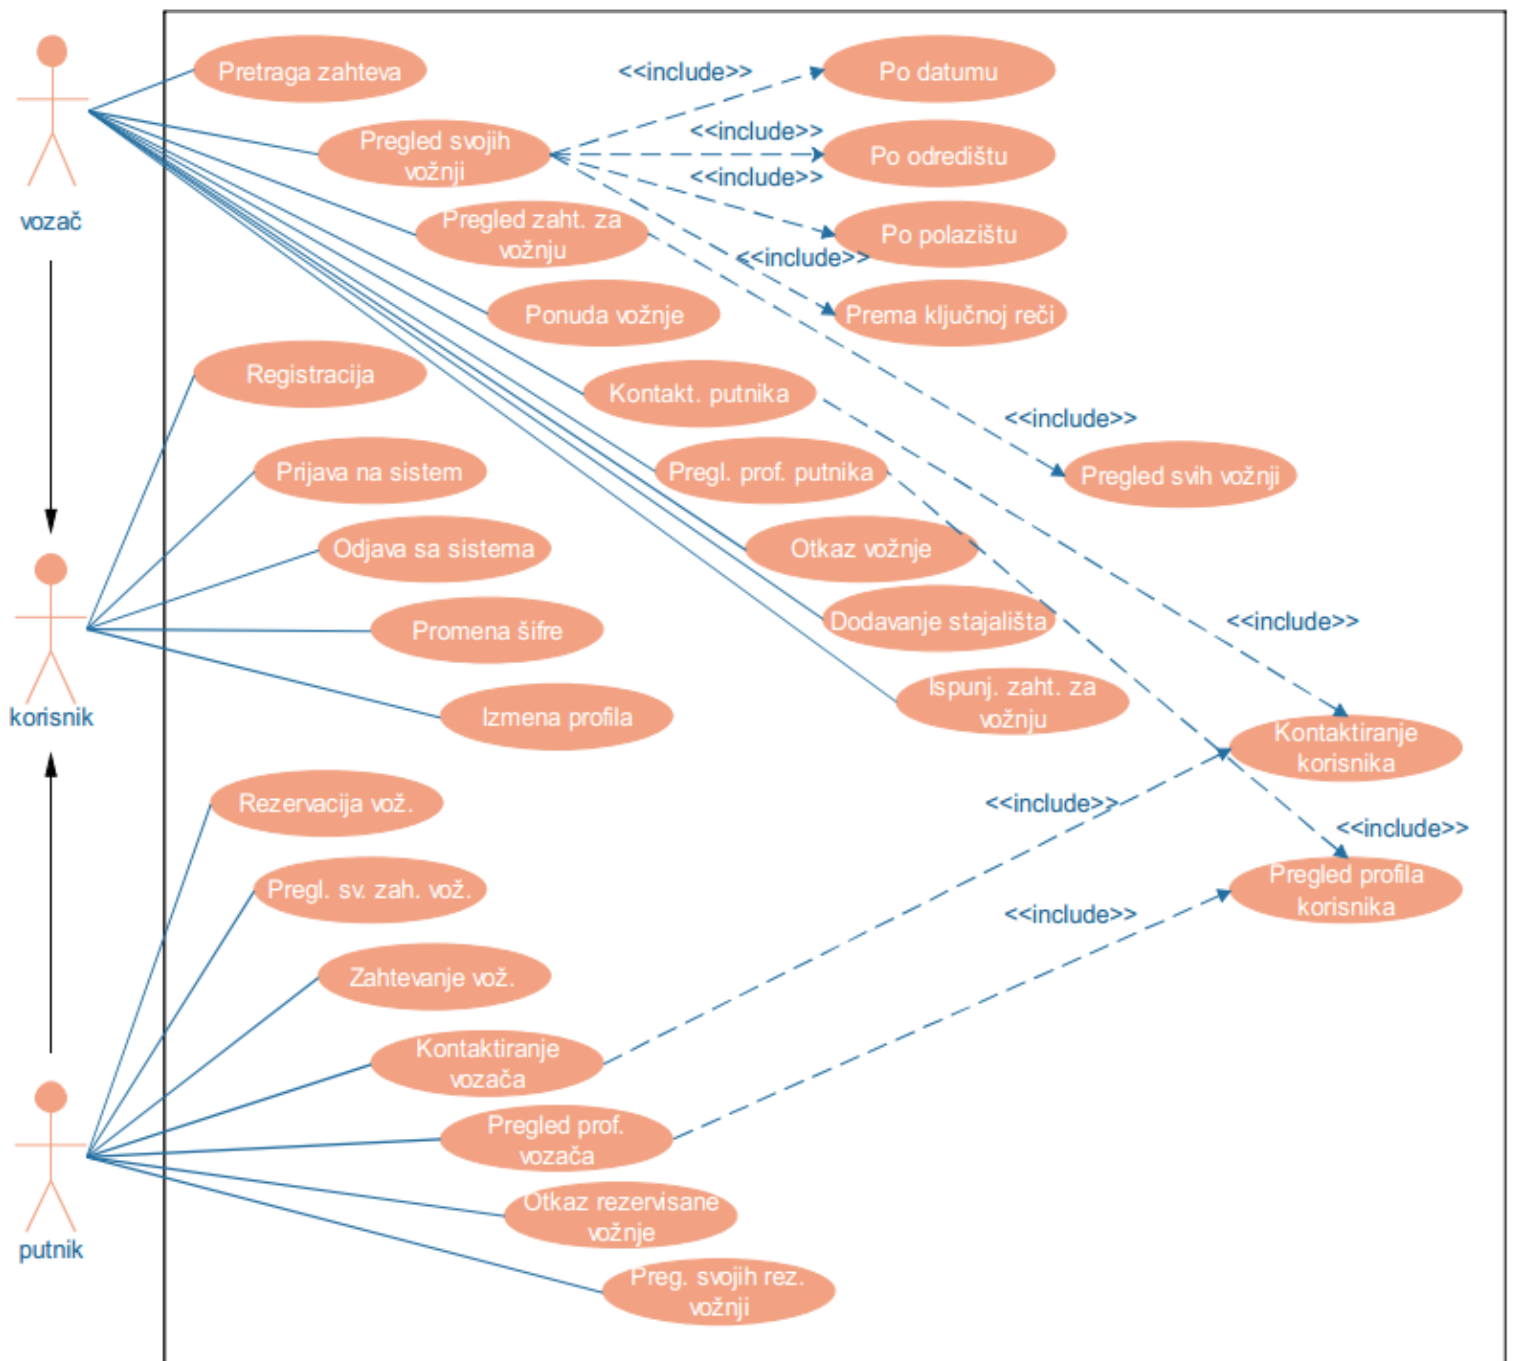 Pretraga zahteva
<<include>>
Po datumu
Pregled svojih
vožnji
<<include>>
Po odredištu
<<include>>
vozač
Pregled zaht. za
vožnju
Po polazištu
<<include>>
Ponuda vožnje
Prema ključnoj reči
Registracija
Kontakt. putnika
<<include>>
Prijava na sistem
Pregl. prof. putnika
Pregled svih vožnji
Odjava sa sistema
Otkaz vožnje
Promena šifre
Dodavanje stajališta
<<include>>
korisnik
Izmena profila
Ispunj. zaht. za
vožnju
Kontaktiranje
korisnika
Rezervacija vož.
<<include>>
<<include>>
Pregl. sv. zah. vož.
Pregled profila
korisnika
<<include>>
Zahtevanje vož.
Kontaktiranje
vozača
Pregled prof.
vozača
Otkaz rezervisane
vožnje
putnik
Preg. svojih rez.
vožnji